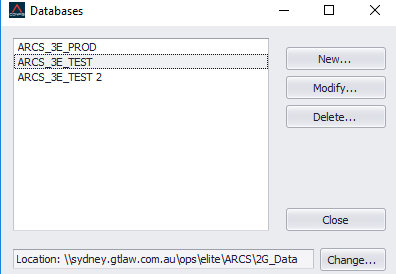 Databases
ARCS_3E_PROD
ARCS_3E_TEST
ARCS_3E_TEST 2
New...
Modify...
Delete...
Close
Location: \\sydney.gtlaw.com.au\ops\elite\ARCS\2G_Data
Change...